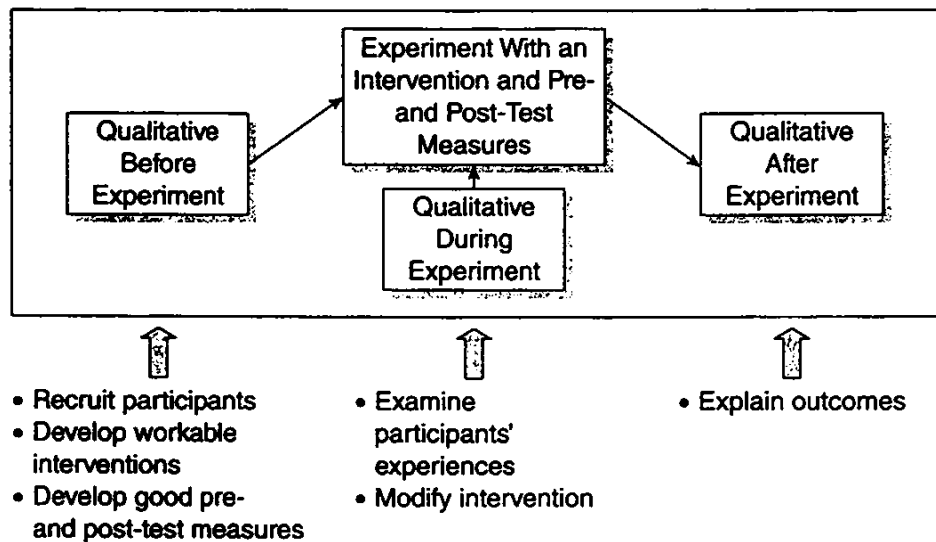 Experiment With an
Intervention and Pre-
and Post-Test
Measures
Qualitative
Before
Experiment
Qualitative
During
Experiment
Qualitative
After
Experiment
• Recruit participants
• Develop workable
interventions
• Develop good pre-
and post-test measures
• Examine
participants'
experiences
• Modify intervention
• Explain outcomes